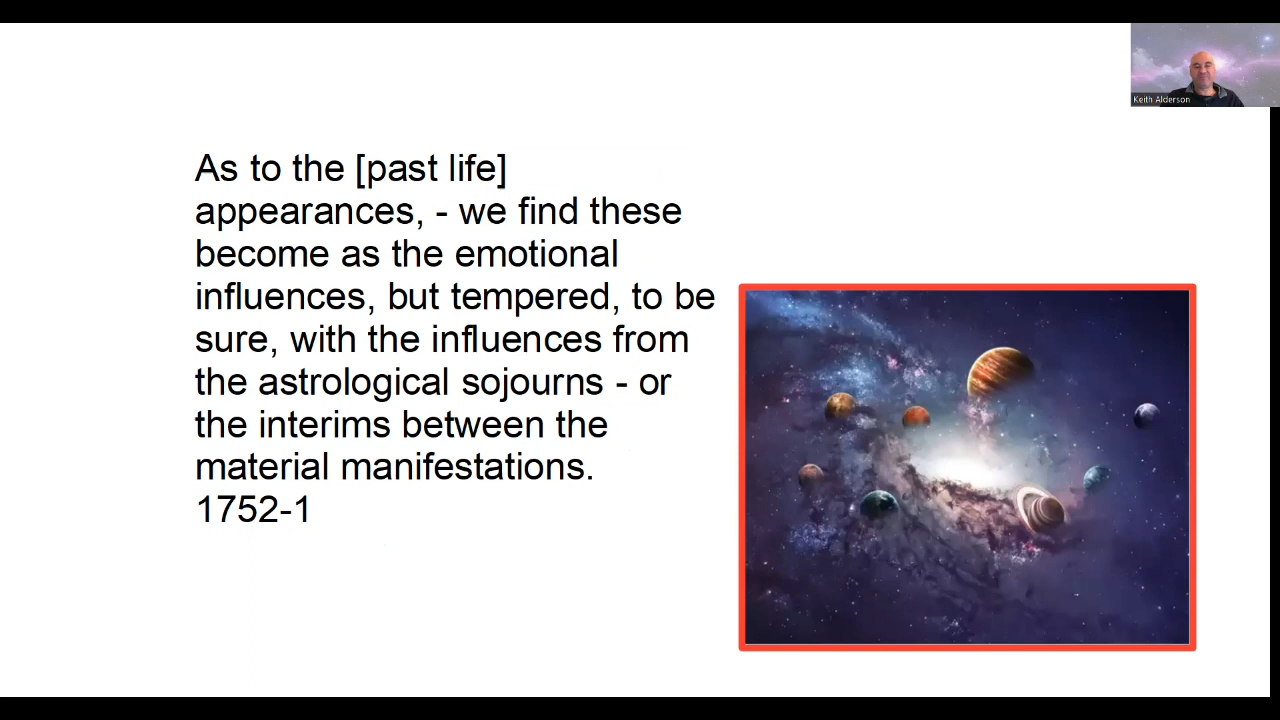 Keith Alderson
As to the [past life]
appearances, - we find these
become as the emotional
influences, but tempered, to be
sure, with the influences from
the astrological sojourns - or
the interims between the
material manifestations.
1752-1